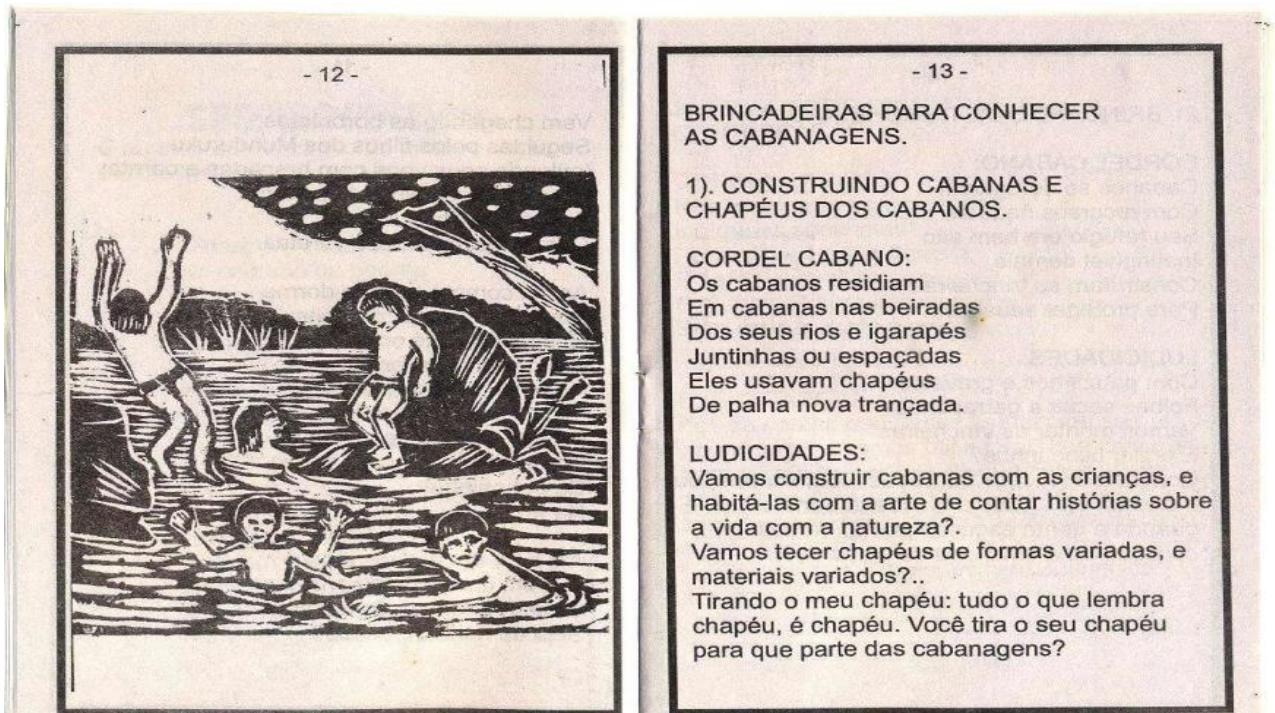 - 12 -
- 13 -
BRINCADEIRAS PARA CONHECER
AS CABANAGENS.
1). CONSTRUINDO CABANAS E
CHAPÉUS DOS CABANOS.
CORDEL CABANO:
Os cabanos residiam
Em cabanas nas beiradas
Dos seus rios e igarapés
Juntinhas ou espaçadas
Eles usavam chapéus
De palha nova trançada.
LUDICIDADES:
Vamos construir cabanas com as crianças, e
habitá-las com a arte de contar histórias sobre
a vida com a natureza?.
Vamos tecer chapéus de formas variadas, e
materiais variados?..
Tirando o meu chapéu: tudo o que lembra
chapéu, é chapéu. Você tira o seu chapéu
para que parte das cabanagens?